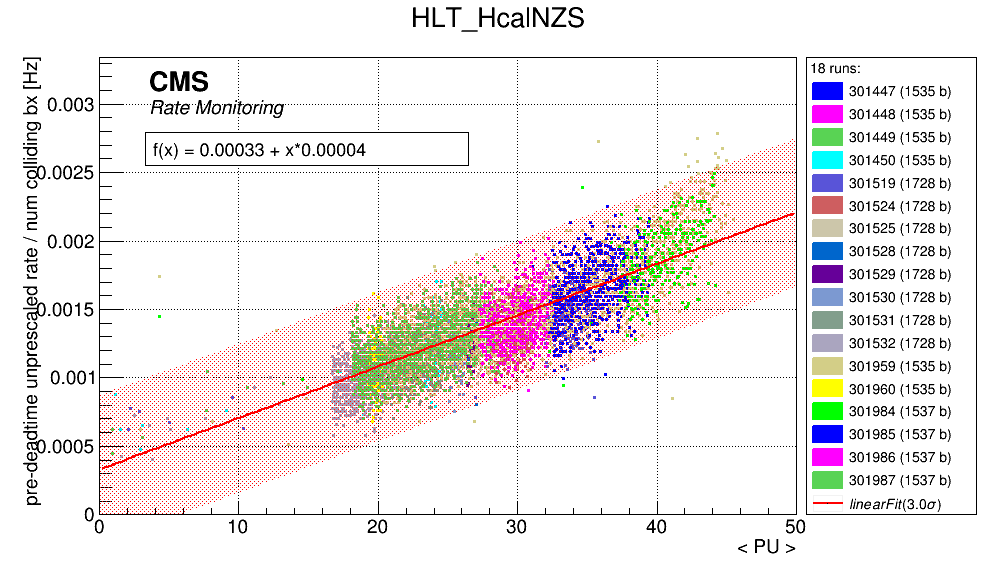 HLT_HcalNZS
pre-deadtime unprescaled rate / num colliding bx [Hz]
CMS
Rate Monitoring
f(x) = 0.00033 + x*0.00004
0.003
0.0025
0.002
0.0015
0.001
0.0005
0
0 10 20 30 40 50
< PU >
18 runs:
301447 (1535 b)
301448 (1535 b)
301449 (1535 b)
301450 (1535 b)
301519 (1728 b)
301524 (1728 b)
301525 (1728 b)
301528 (1728 b)
301529 (1728 b)
301530 (1728 b)
301531 (1728 b)
301532 (1728 b)
301959 (1535 b)
301960 (1535 b)
301984 (1537 b)
301985 (1537 b)
301986 (1537 b)
301987 (1537 b)
linearFit(3.0σ)